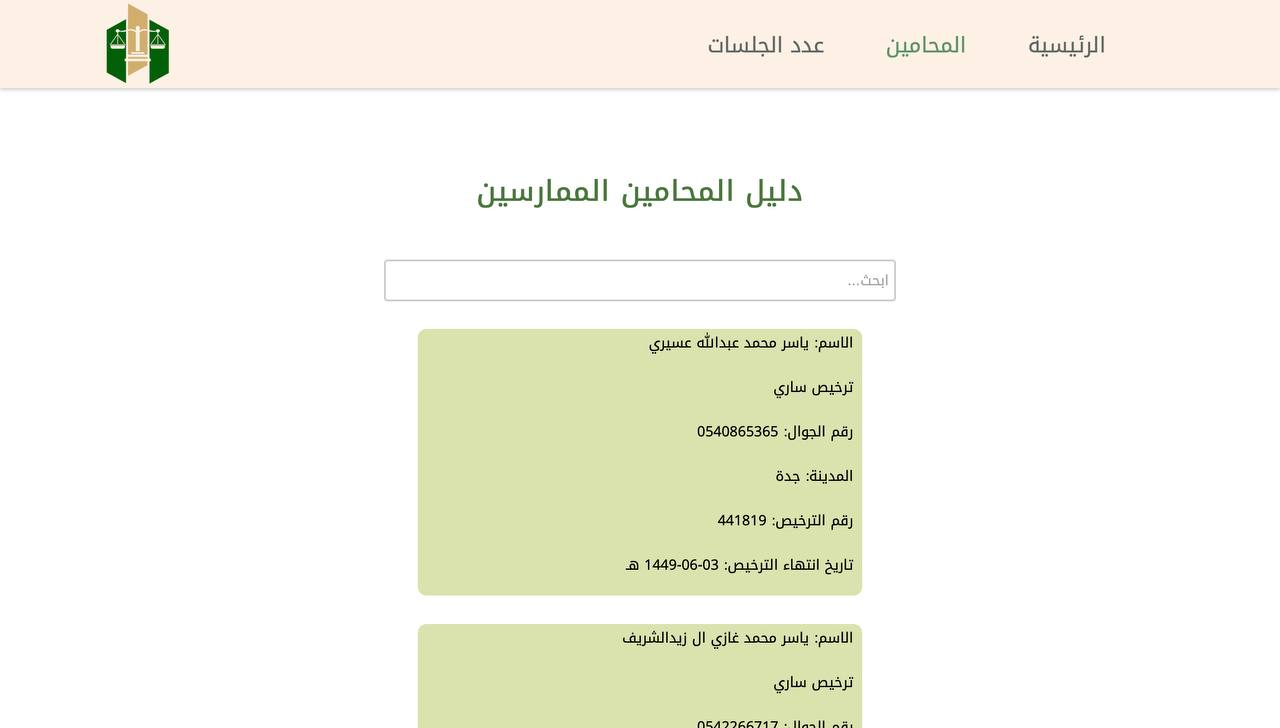 الرئيسية
المحامين
عدد الجلسات
دليل المحامين الممارسين
ابحث...
الاسم: ياسر محمد عبدالله عسيري
ترخيص ساري
رقم الجوال: 0540865365
المدينة: جدة
رقم الترخيص: 441819
تاريخ انتهاء الترخيص: 03-06-1449 هـ
الاسم: ياسر محمد غازي ال زيدالشريف
ترخيص ساري
رقم الجوال: 0542266717